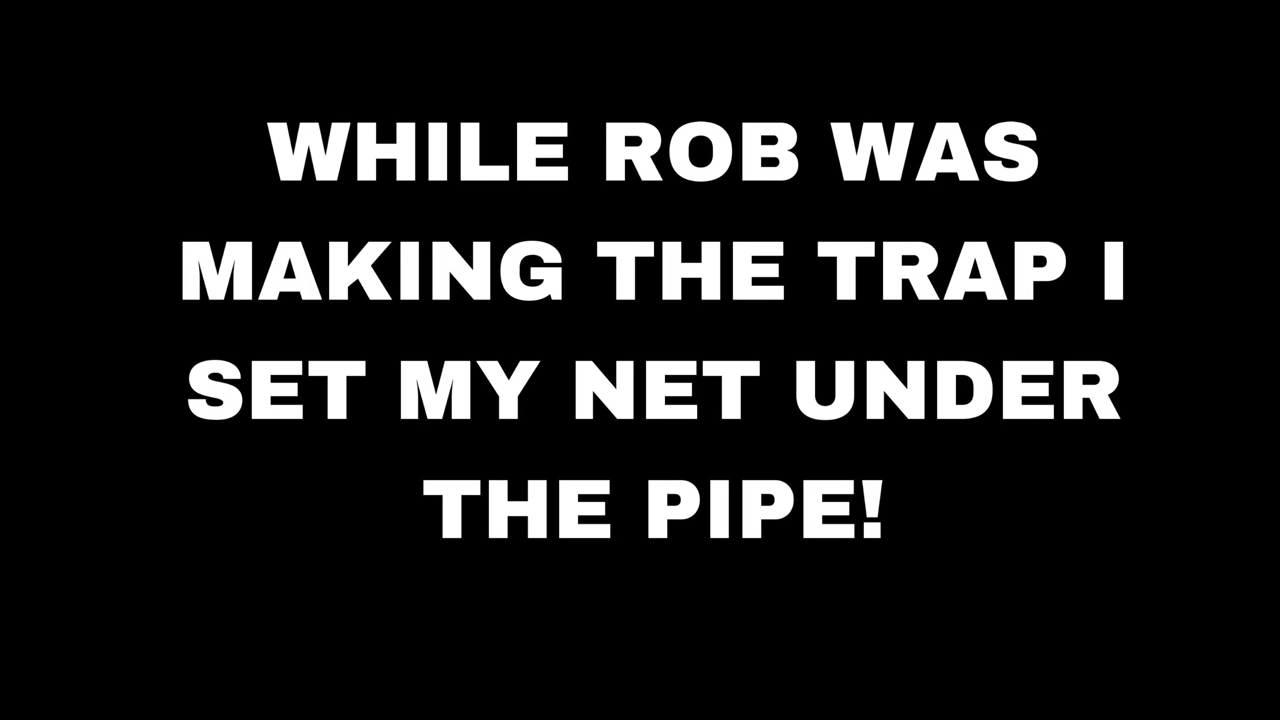 WHILE ROB WAS
MAKING THE TRAP I
SET MY NET UNDER
THE PIPE!